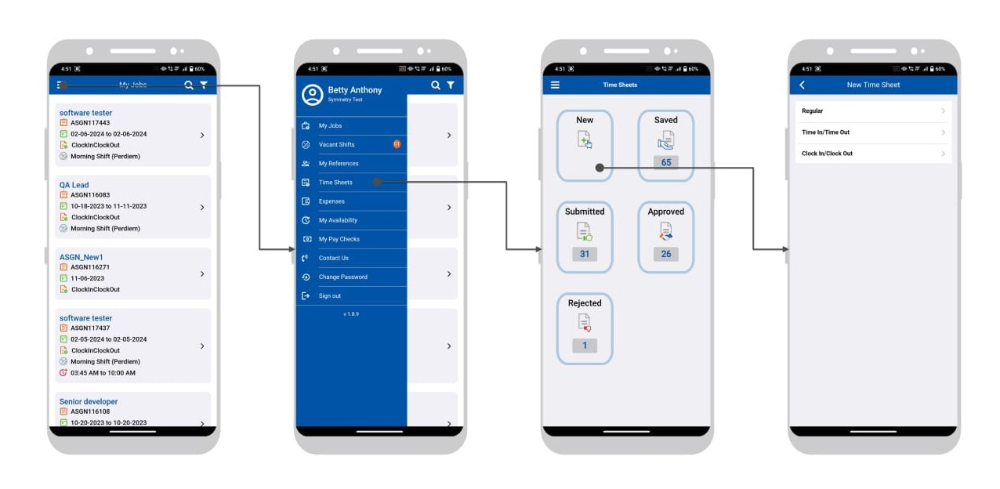 4:51
60%
My Jobs
software tester
ASGN117443
02-06-2024 to 02-06-2024
ClockInClockOut
Morning Shift (Perdiem)
QA Lead
ASGN116083
10-18-2023 to 11-11-2023
ClockInClockOut
Morning Shift (Perdiem)
ASGN_New1
ASGN116271
11-06-2023
ClockInClockOut
software tester
ASGN117437
02-05-2024 to 02-05-2024
ClockInClockOut
Morning Shift (Perdiem)
03:45 AM to 10:00 AM
Senior developer
ASGN116108
10-20-2023 to 10-20-2023
4:51
60%
Betty Anthony
Symmetry Test
My Jobs
Vacant Shifts
My References
Time Sheets
Expenses
My Availability
My Pay Checks
Contact Us
Change Password
Sign out
v 1.8.9
4:51
60%
Time Sheets
New
Saved
65
Submitted
Approved
31
26
Rejected
1
4:51
60%
New Time Sheet
Regular
Time In/Time Out
Clock In/Clock Out